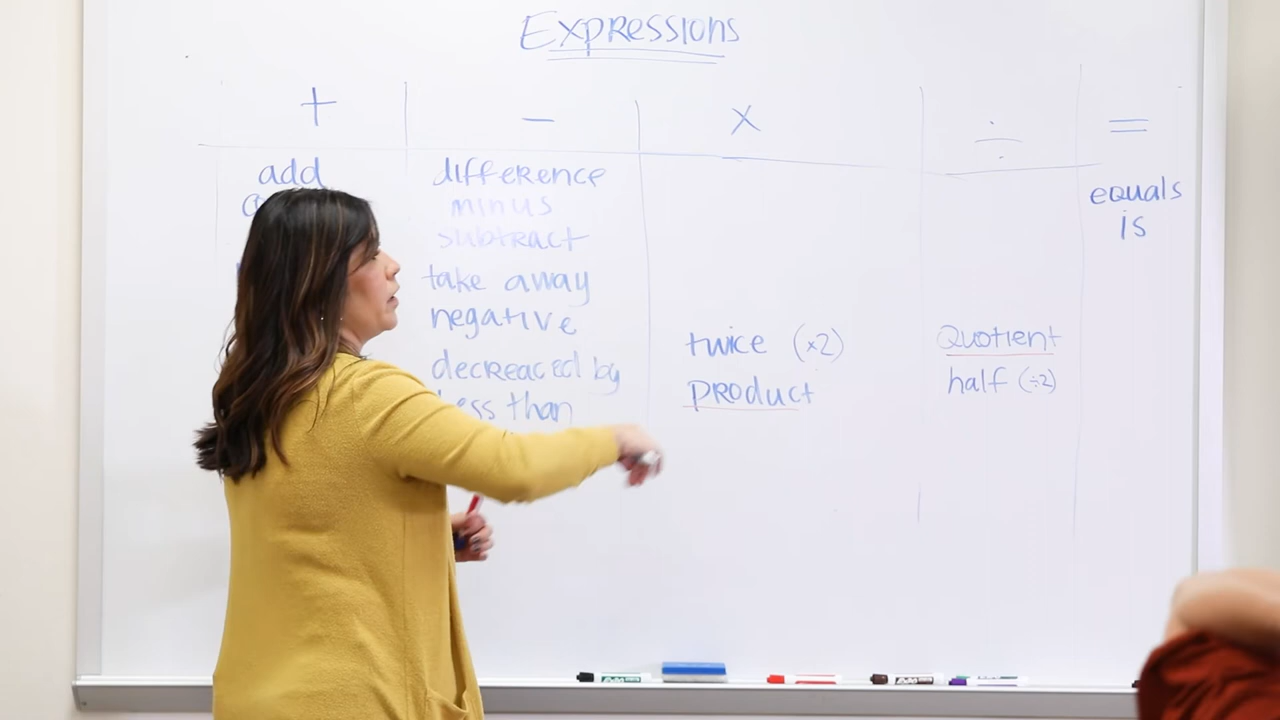 Expressions
+ − × ÷ =
add
difference
minus
subtract
take away
negative
decreaced by
less than
twice (×2)
product
Quotient
half (÷2)
equals
is